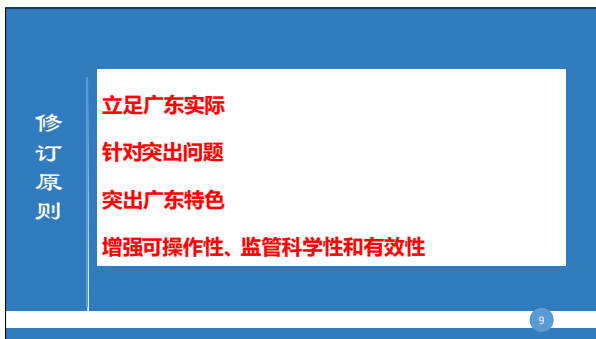 修订原则
立足广东实际
针对突出问题
突出广东特色
增强可操作性、监管科学性和有效性
9